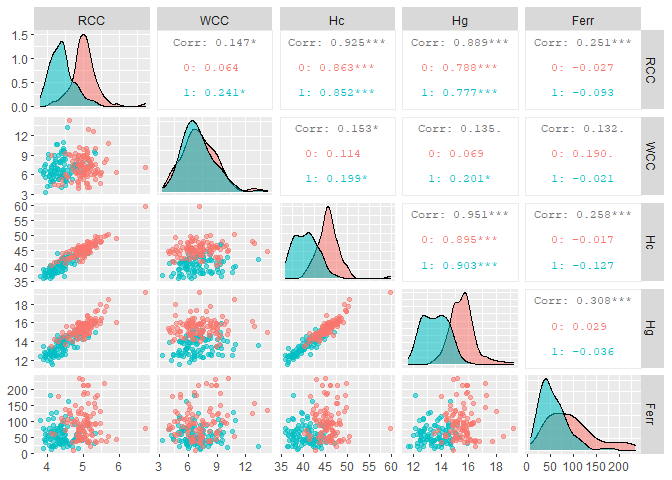 RCC WCC Hc Hg Ferr
1.5
1.0
0.5
0.0
Corr: 0.147*
0: 0.064
1: 0.241*
Corr: 0.925***
0: 0.863***
1: 0.852***
Corr: 0.889***
0: 0.788***
1: 0.777***
Corr: 0.251***
0: -0.027
1: -0.093
RCC
12
9
6
3
Corr: 0.153*
0: 0.114
1: 0.199*
Corr: 0.135.
0: 0.069
1: 0.201*
Corr: 0.132.
0: 0.190.
1: -0.021
WCC
60
55
50
45
40
35
Corr: 0.951***
0: 0.895***
1: 0.903***
Corr: 0.258***
0: -0.017
1: -0.127
Hc
18
16
14
12
Corr: 0.308***
0: 0.029
1: -0.036
Hg
200
150
100
50
0
Ferr
4 5 6
3 6 9 12
35 40 45 50 55 60
12 14 16 18
0 50 100 150 200